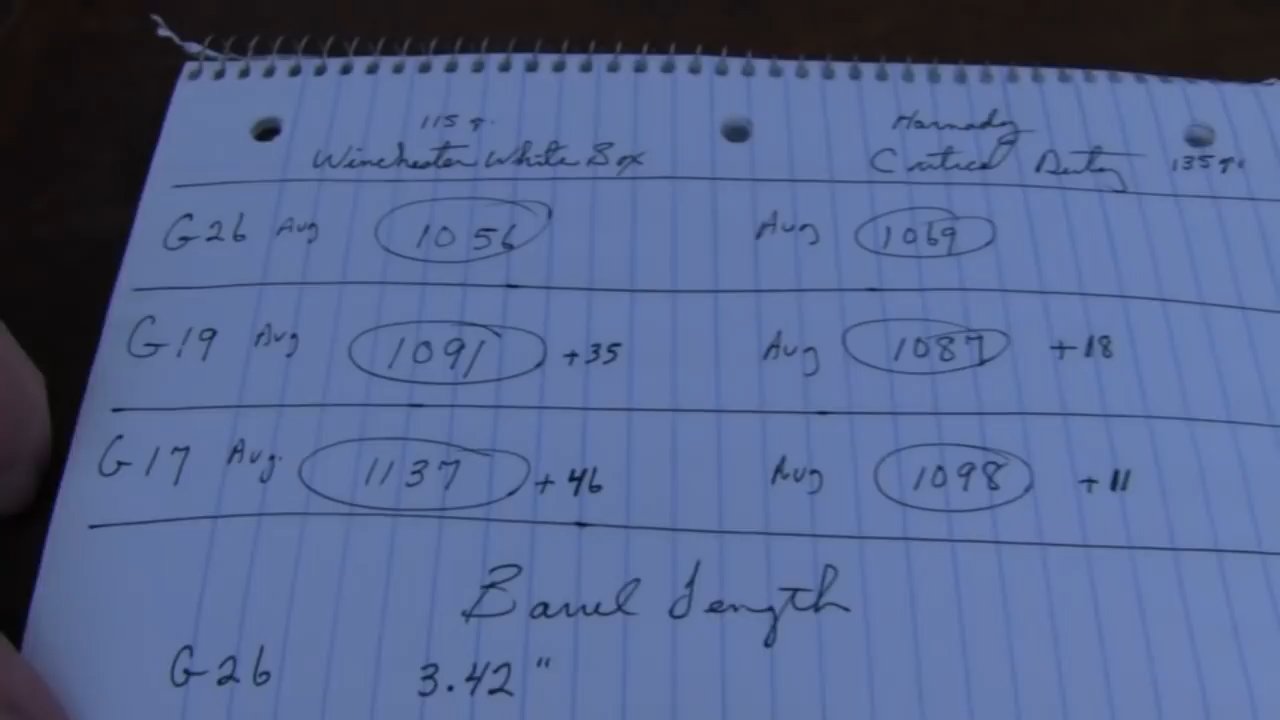 115 gr.
Winchester White Box
Hornady
Critical Duty 135 gr.
G26 Avg 1056 Avg 1069
G19 Avg 1091 +35 Avg 1087 +18
G17 Avg. 1137 +46 Avg 1098 +11
Barrel Length
G26 3.42"